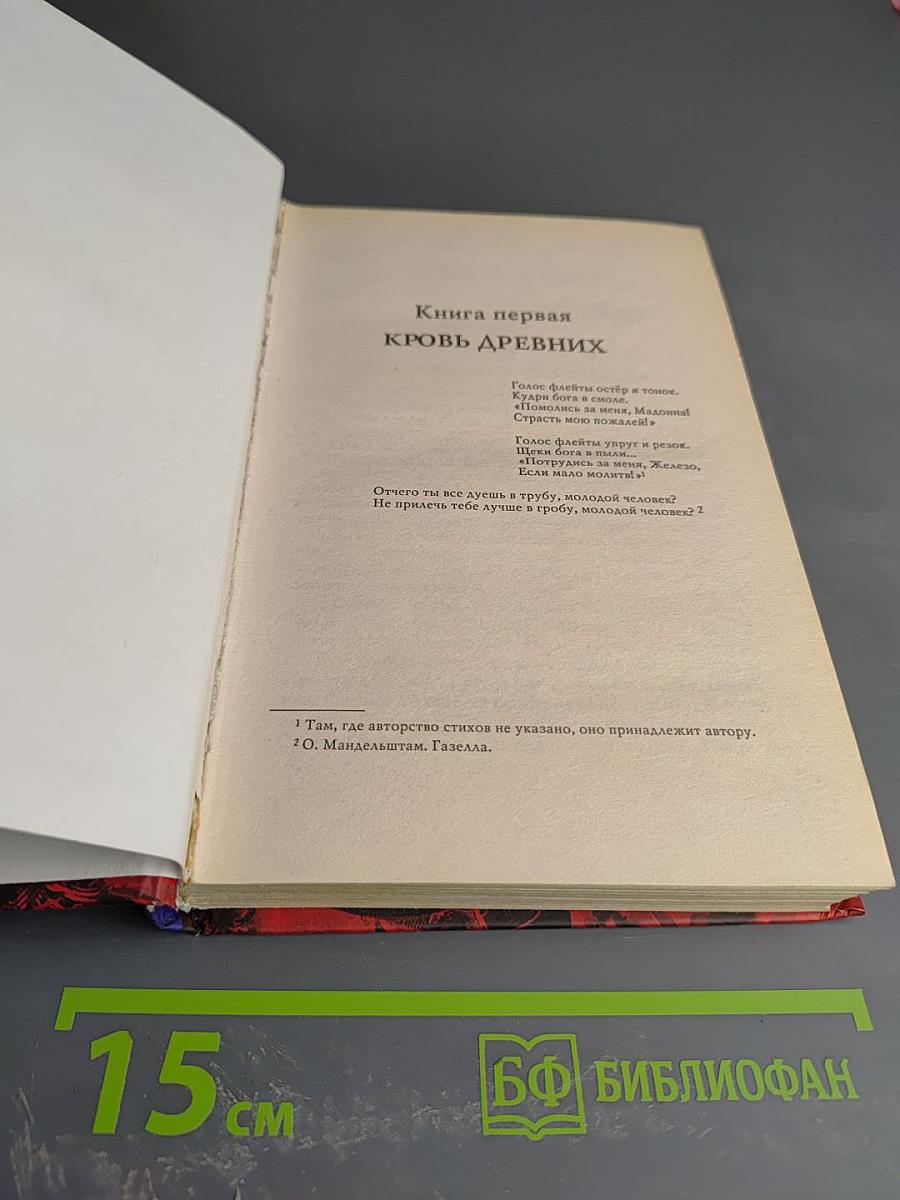 Книга первая
КРОВЬ ДРЕВНИХ
Голос флейты остёр и тонок.
Кудри бога в смоле.
«Помолись за меня, Мадонна!
Страсть мою пожалей!»
Голос флейты упруг и резок.
Щеки бога в пыли...
«Потрудись за меня, Железо,
Если мало молитв!»¹
Отчего ты все дуешь в трубу, молодой человек?
Не прилечь тебе лучше в гробу, молодой человек? ²
¹ Там, где авторство стихов не указано, оно принадлежит автору.
² О. Мандельштам. Газелла.
15 см
БФ БИБЛИОФАН